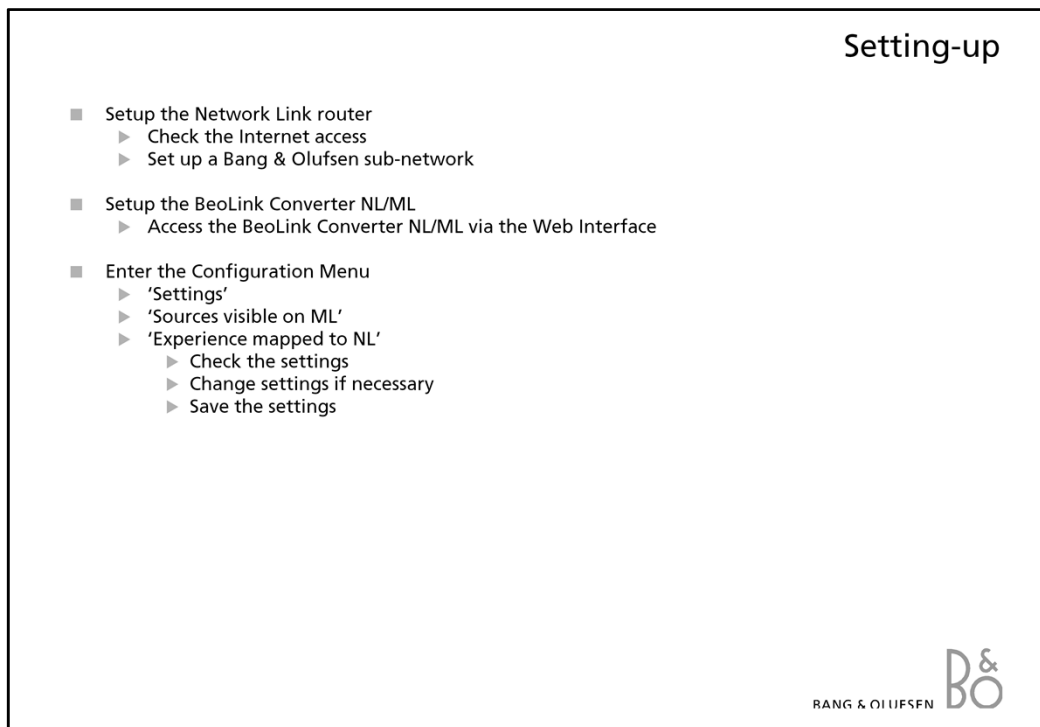 Setting-up
Setup the Network Link router
Check the Internet access
Set up a Bang & Olufsen sub-network
Setup the BeoLink Converter NL/ML
Access the BeoLink Converter NL/ML via the Web Interface
Enter the Configuration Menu
‘Settings’
‘Sources visible on ML’
‘Experience mapped to NL’
Check the settings
Change settings if necessary
Save the settings
BANG & OLUFSEN B&O